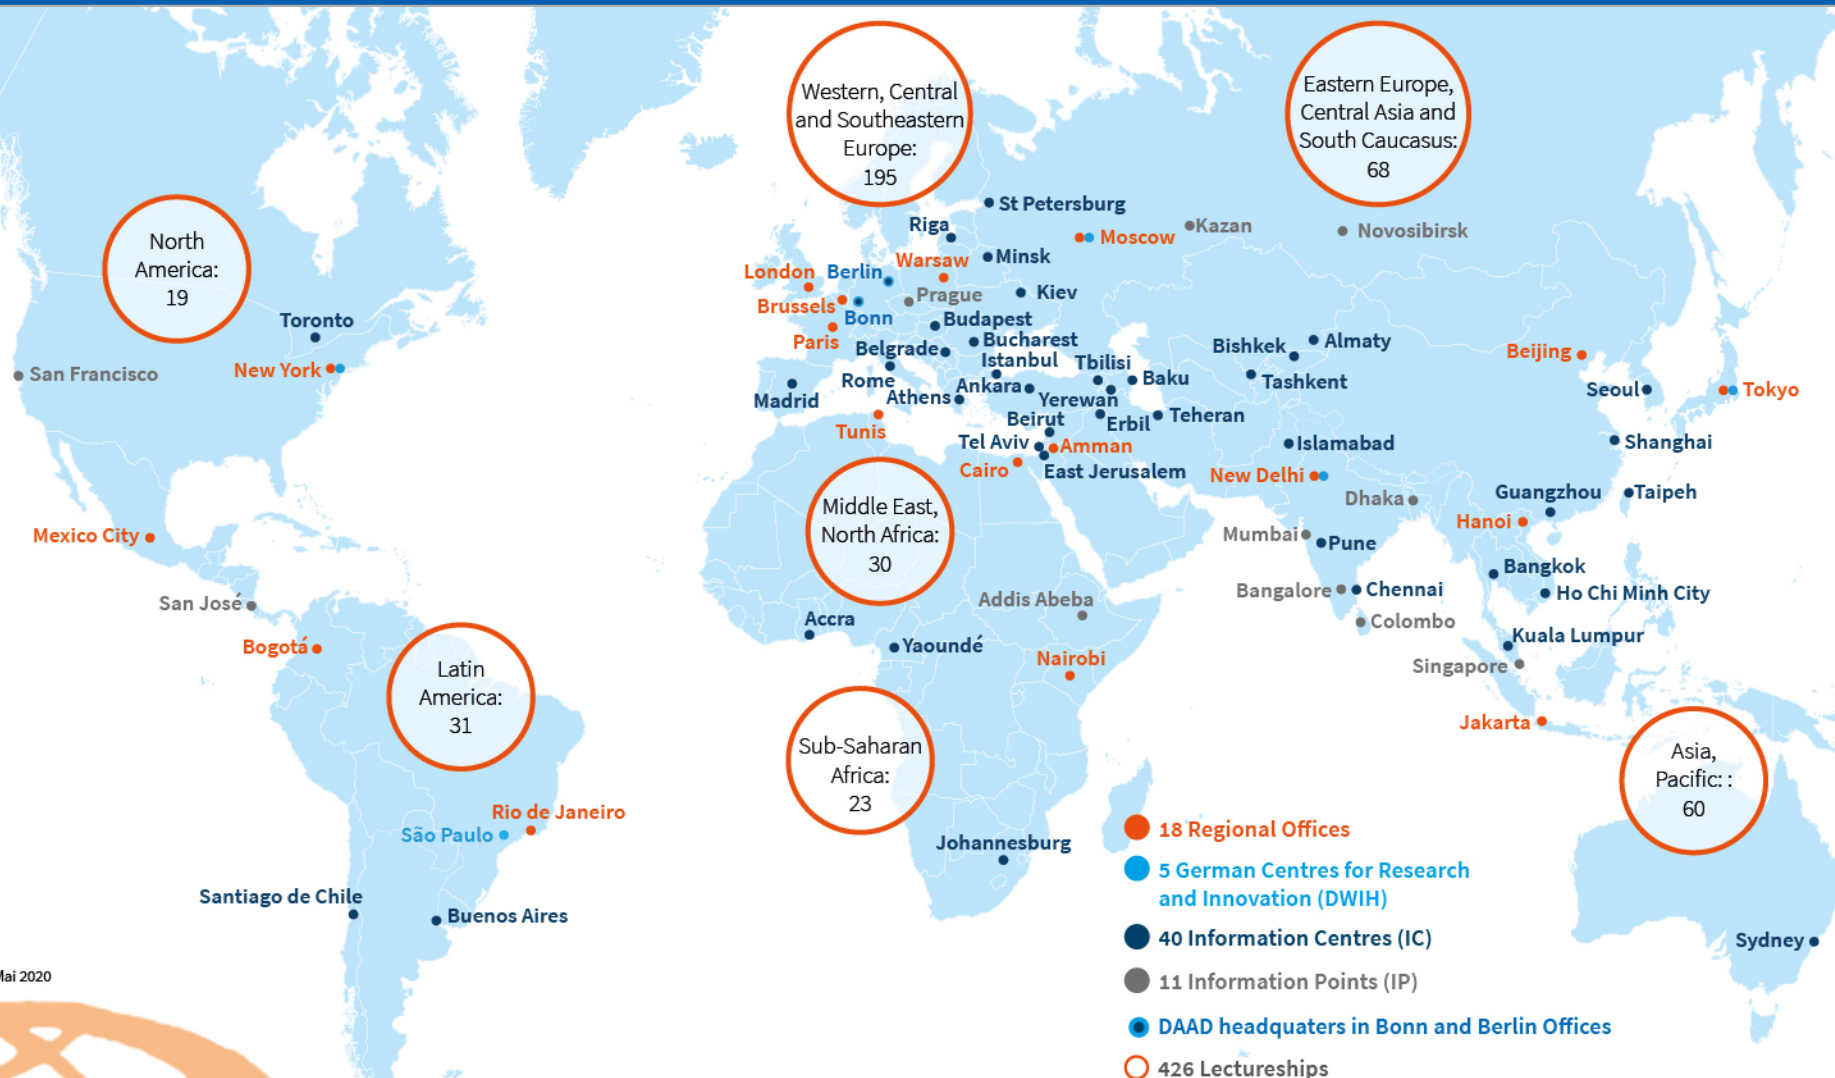 Western, Central
and Southeastern
Europe:
195
Eastern Europe,
Central Asia and
South Caucasus:
68
North
America:
19
St Petersburg
Riga
Moscow
Kazan
Novosibirsk
Warsaw
Minsk
London
Berlin
Prague
Kiev
Brussels
Bonn
Toronto
Budapest
Paris
Belgrade
Bucharest
Bishkek
Almaty
Beijing
San Francisco
New York
Istanbul
Tbilisi
Rome
Ankara
Baku
Tashkent
Seoul
Tokyo
Madrid
Athens
Yerewan
Tunis
Beirut
Erbil
Teheran
Tel Aviv
Amman
Islamabad
Shanghai
Cairo
East Jerusalem
New Delhi
Dhaka
Guangzhou
Taipeh
Middle East,
North Africa:
30
Mexico City
Hanoi
Mumbai
Pune
Bangkok
San José
Addis Abeba
Bangalore
Chennai
Ho Chi Minh City
Accra
Colombo
Bogotá
Yaoundé
Kuala Lumpur
Nairobi
Singapore
Latin
America:
31
Jakarta
Sub-Saharan
Africa:
23
Asia,
Pacific: :
60
Rio de Janeiro
São Paulo
Johannesburg
Santiago de Chile
Buenos Aires
Sydney
18 Regional Offices
5 German Centres for Research
and Innovation (DWIH)
40 Information Centres (IC)
11 Information Points (IP)
DAAD headquaters in Bonn and Berlin Offices
426 Lectureships
Mai 2020